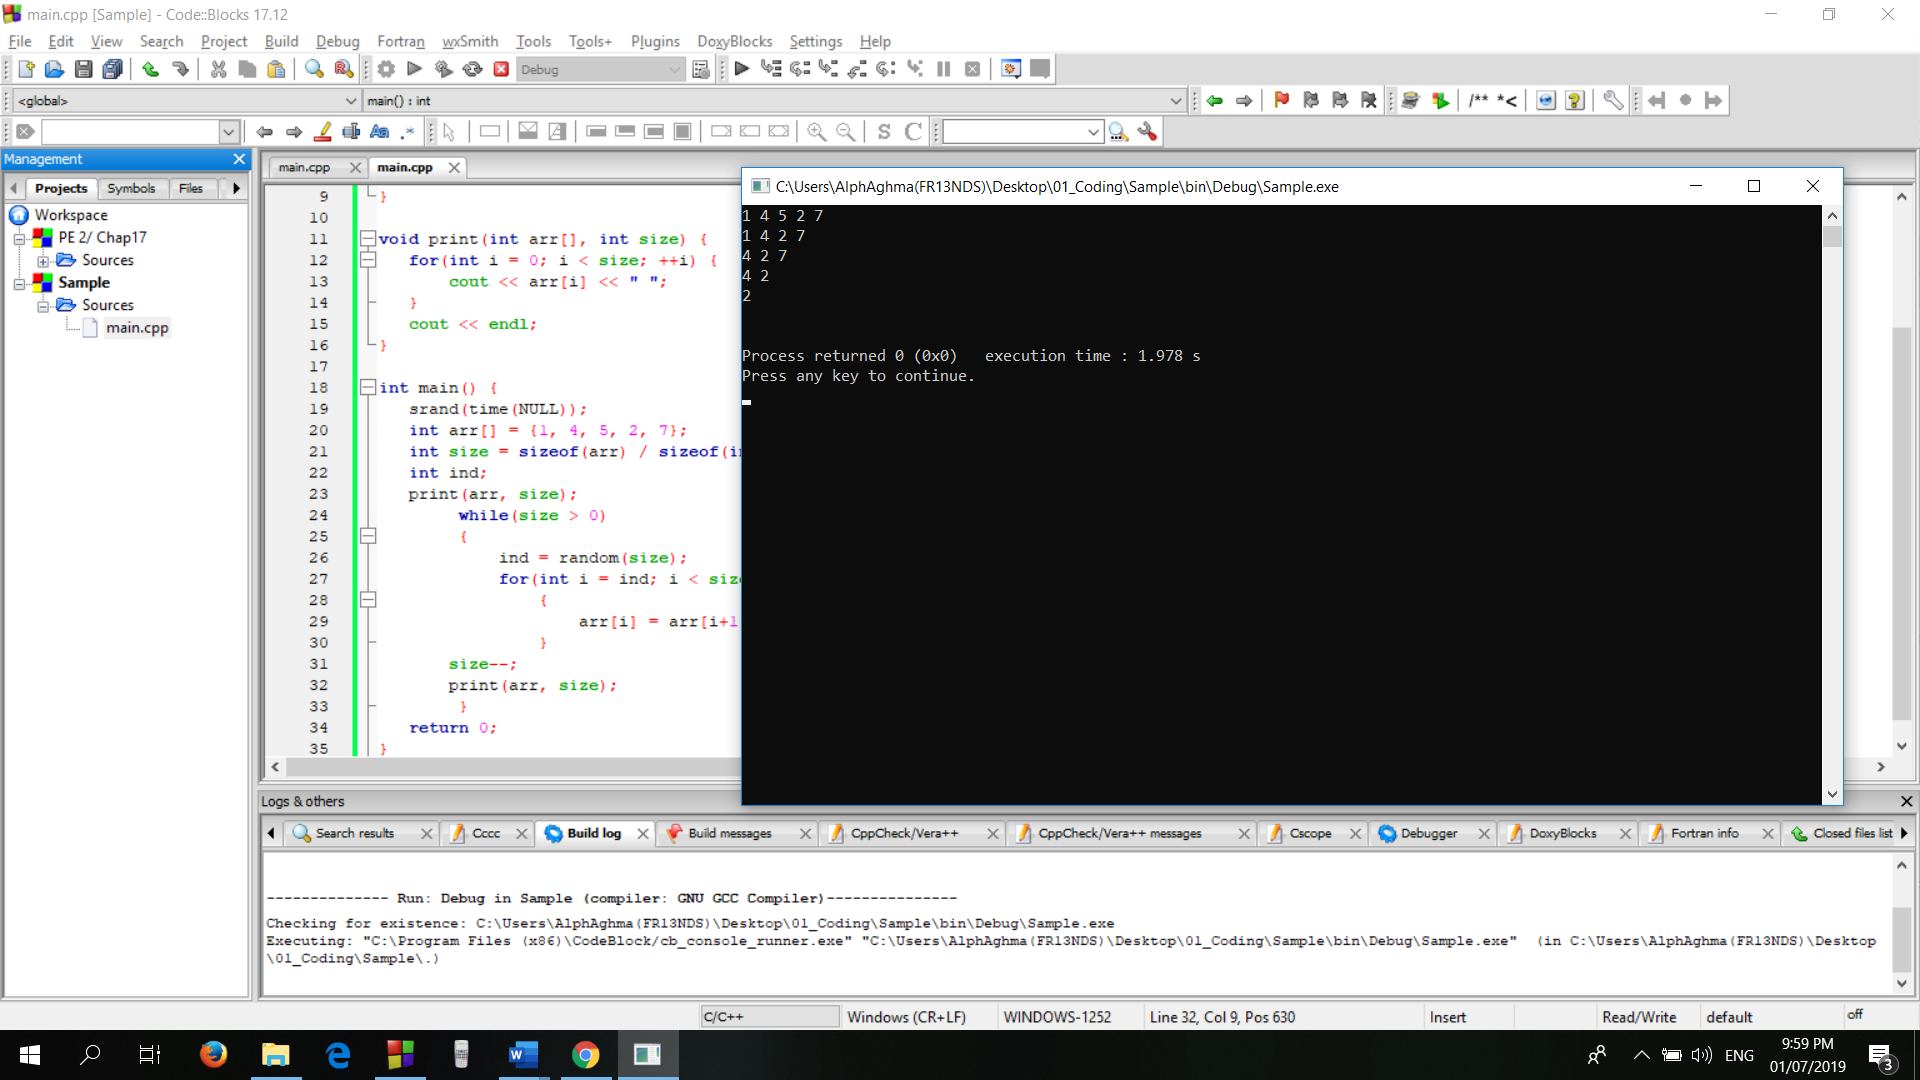 main.cpp [Sample] - Code::Blocks 17.12
File Edit View Search Project Build Debug Fortran wxSmith Tools Tools+ Plugins DoxyBlocks Settings Help
Debug
<global> main() : int
/** *<
S C
Management
Projects Symbols Files
Workspace
PE 2/ Chap17
Sources
Sample
Sources
main.cpp
main.cpp main.cpp
9 }
10
11 void print(int arr[], int size) {
12 for(int i = 0; i < size; ++i) {
13 cout << arr[i] << " ";
14 }
15 cout << endl;
16 }
17
18 int main() {
19 srand(time(NULL));
20 int arr[] = {1, 4, 5, 2, 7};
21 int size = sizeof(arr) / sizeof(i
22 int ind;
23 print(arr, size);
24 while(size > 0)
25 {
26 ind = random(size);
27 for(int i = ind; i < siz
28 {
29 arr[i] = arr[i+1
30 }
31 size--;
32 print(arr, size);
33 }
34 return 0;
35 }
C:\Users\AlphAghma(FR13NDS)\Desktop\01_Coding\Sample\bin\Debug\Sample.exe
1 4 5 2 7
1 4 2 7
4 2 7
4 2
2
Process returned 0 (0x0) execution time : 1.978 s
Press any key to continue.
Logs & others
Search results Cccc Build log Build messages CppCheck/Vera++ CppCheck/Vera++ messages Cscope Debugger DoxyBlocks Fortran info Closed files list
-------------- Run: Debug in Sample (compiler: GNU GCC Compiler)---------------
Checking for existence: C:\Users\AlphAghma(FR13NDS)\Desktop\01_Coding\Sample\bin\Debug\Sample.exe
Executing: "C:\Program Files (x86)\CodeBlock/cb_console_runner.exe" "C:\Users\AlphAghma(FR13NDS)\Desktop\01_Coding\Sample\bin\Debug\Sample.exe" (in C:\Users\AlphAghma(FR13NDS)\Desktop
\01_Coding\Sample\.)
C/C++ Windows (CR+LF) WINDOWS-1252 Line 32, Col 9, Pos 630 Insert Read/Write default off
ENG
9:59 PM
01/07/2019
3